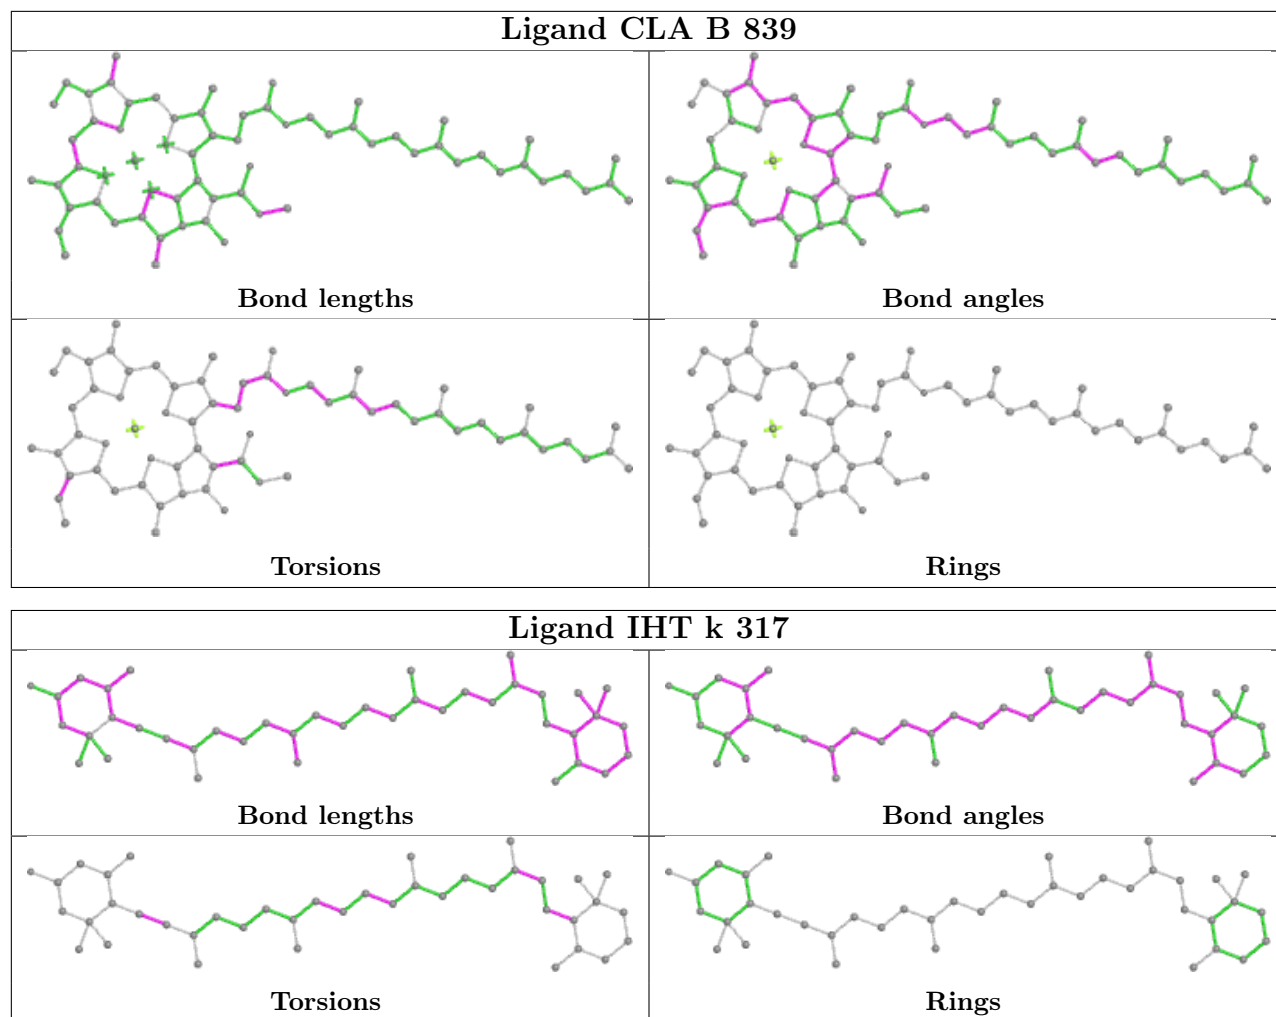 Ligand CLA B 839
Bond lengths
Bond angles
Torsions
Rings
Ligand IHT k 317
Bond lengths
Bond angles
Torsions
Rings